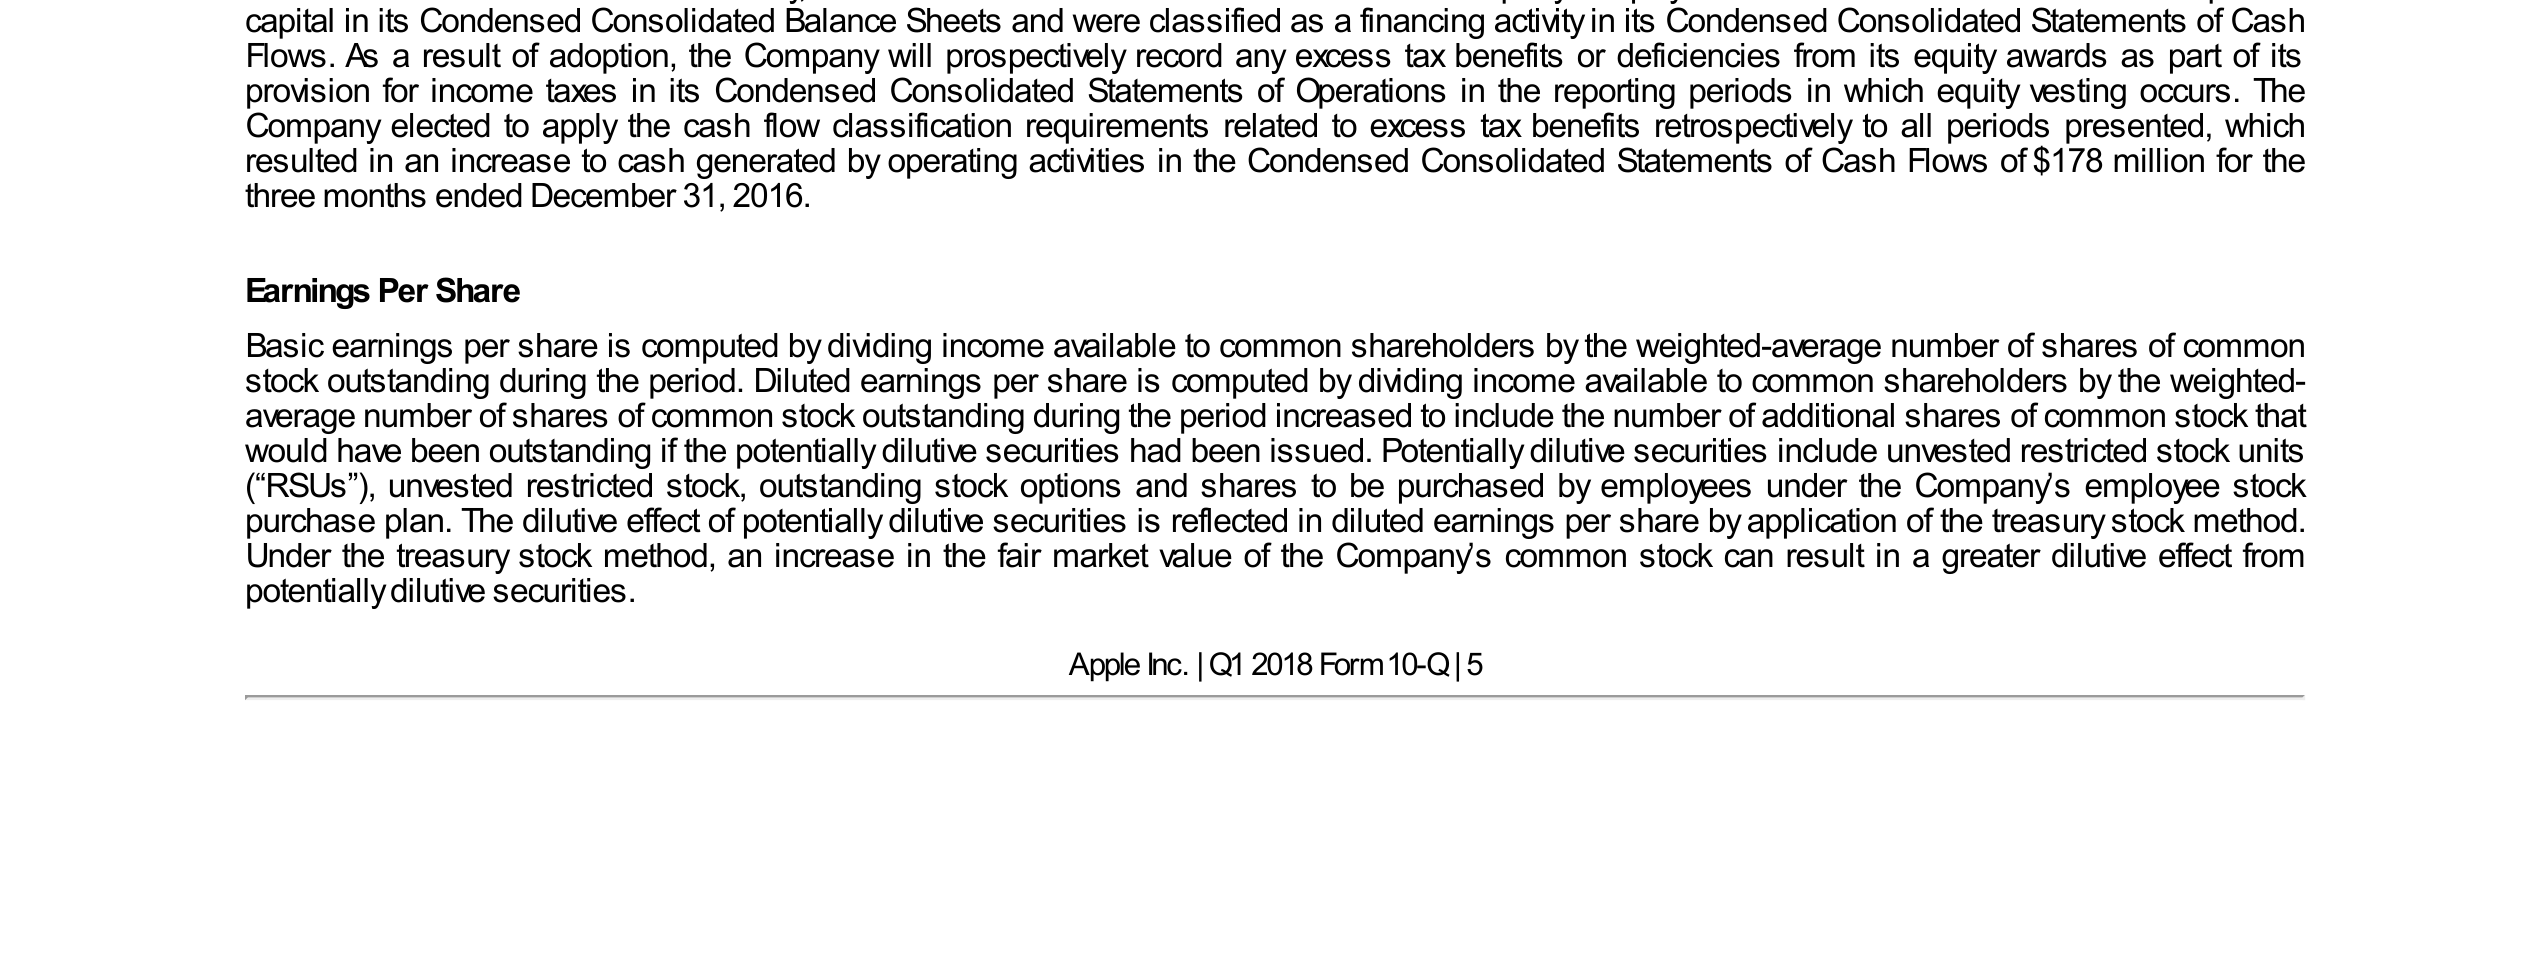 capital in its Condensed Consolidated Balance Sheets and were classified as a financing activity in its Condensed Consolidated Statements of Cash
Flows. As a result of adoption, the Company will prospectively record any excess tax benefits or deficiencies from its equity awards as part of its
provision for income taxes in its Condensed Consolidated Statements of Operations in the reporting periods in which equity vesting occurs. The
Company elected to apply the cash flow classification requirements related to excess tax benefits retrospectively to all periods presented, which
resulted in an increase to cash generated by operating activities in the Condensed Consolidated Statements of Cash Flows of $178 million for the
three months ended December 31, 2016.
Earnings Per Share
Basic earnings per share is computed by dividing income available to common shareholders by the weighted-average number of shares of common
stock outstanding during the period. Diluted earnings per share is computed by dividing income available to common shareholders by the weighted-
average number of shares of common stock outstanding during the period increased to include the number of additional shares of common stock that
would have been outstanding if the potentially dilutive securities had been issued. Potentially dilutive securities include unvested restricted stock units
(“RSUs”), unvested restricted stock, outstanding stock options and shares to be purchased by employees under the Company’s employee stock
purchase plan. The dilutive effect of potentially dilutive securities is reflected in diluted earnings per share by application of the treasury stock method.
Under the treasury stock method, an increase in the fair market value of the Company’s common stock can result in a greater dilutive effect from
potentially dilutive securities.
Apple Inc. | Q1 2018 Form 10-Q | 5